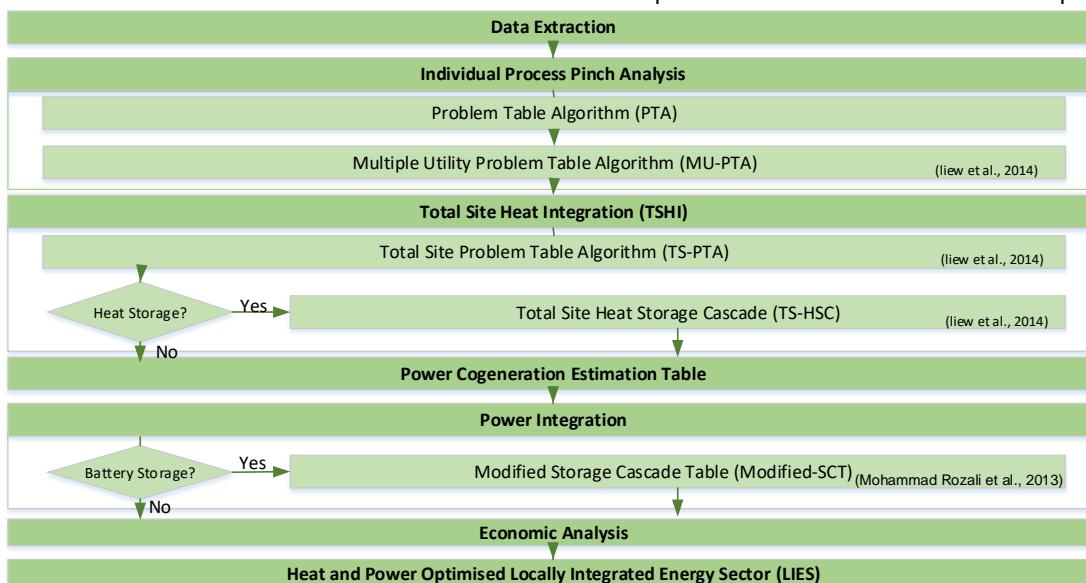 Data Extraction
Individual Process Pinch Analysis
Problem Table Algorithm (PTA)
Multiple Utility Problem Table Algorithm (MU-PTA)
(liew et al., 2014)
Total Site Heat Integration (TSHI)
Total Site Problem Table Algorithm (TS-PTA)
(liew et al., 2014)
Heat Storage?
Yes
Total Site Heat Storage Cascade (TS-HSC)
(liew et al., 2014)
No
Power Cogeneration Estimation Table
Power Integration
Battery Storage?
Yes
Modified Storage Cascade Table (Modified-SCT)
(Mohammad Rozali et al., 2013)
No
Economic Analysis
Heat and Power Optimised Locally Integrated Energy Sector (LIES)